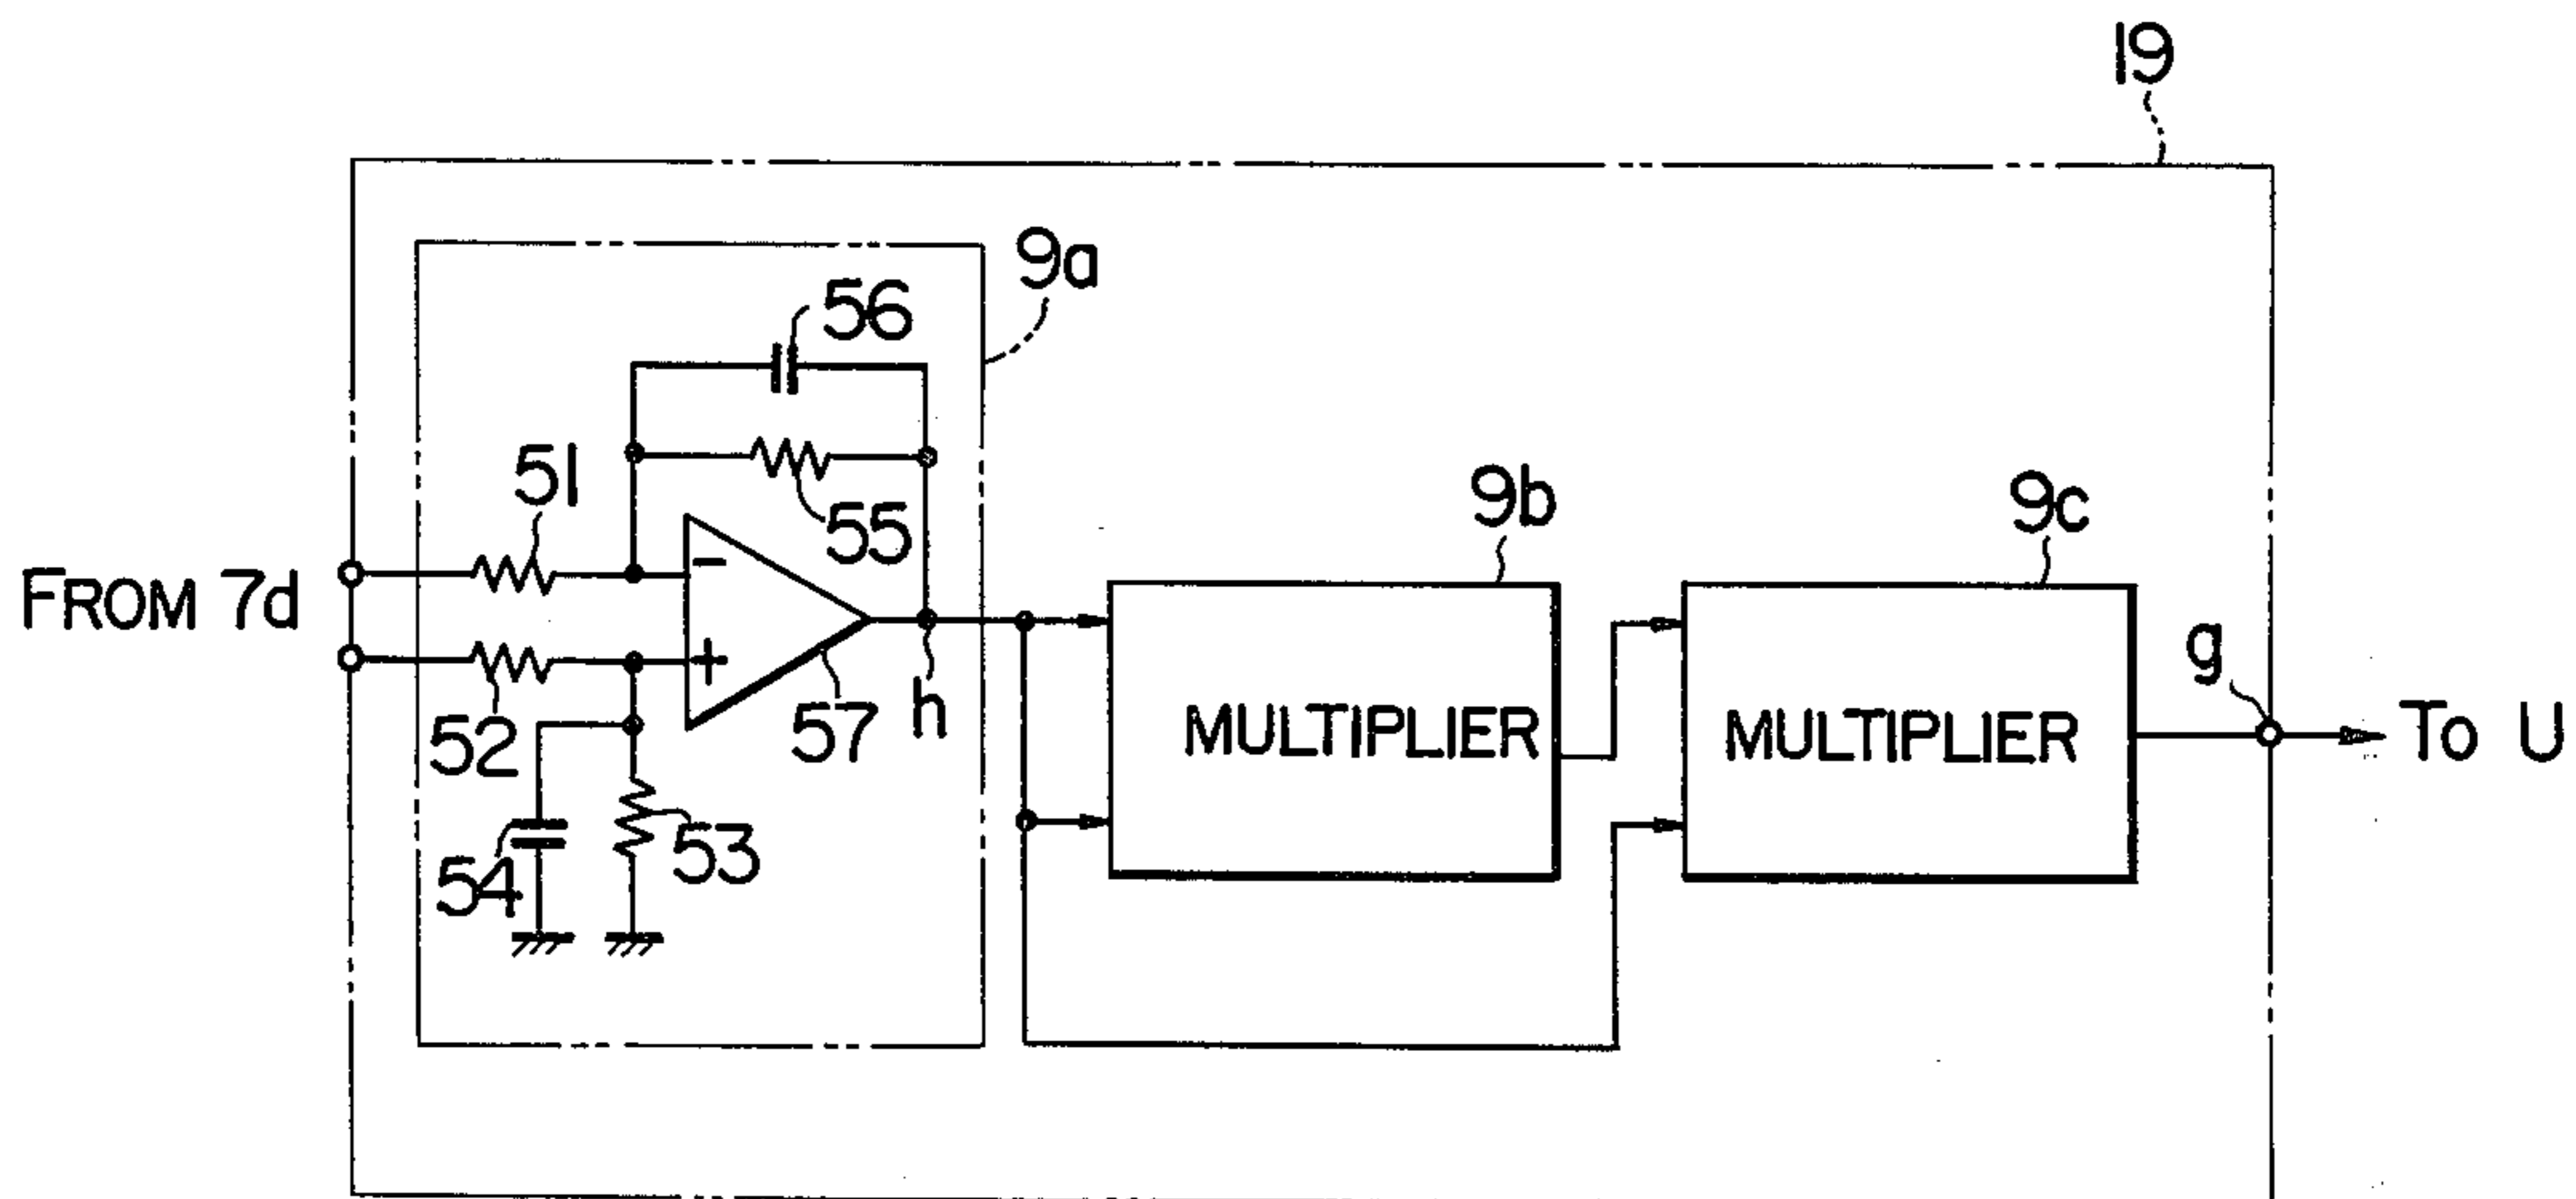 19
9a
56
51
55
9b
9c
FROM 7d
-
+
g
52
57
h
MULTIPLIER
MULTIPLIER
To U
54
53